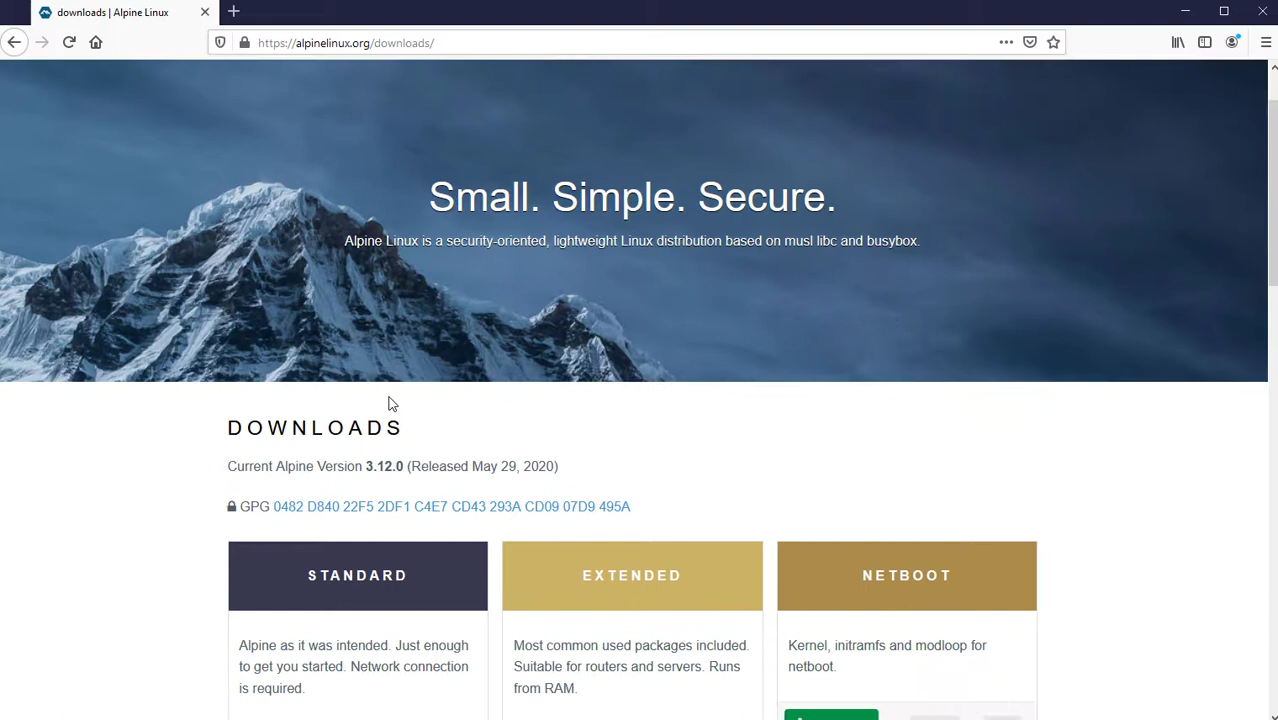 downloads | Alpine Linux
https://alpinelinux.org/downloads/
Small. Simple. Secure.
Alpine Linux is a security-oriented, lightweight Linux distribution based on musl libc and busybox.
DOWNLOADS
Current Alpine Version 3.12.0 (Released May 29, 2020)
GPG 0482 D840 22F5 2DF1 C4E7 CD43 293A CD09 07D9 495A
STANDARD
Alpine as it was intended. Just enough
to get you started. Network connection
is required.
EXTENDED
Most common used packages included.
Suitable for routers and servers. Runs
from RAM.
NETBOOT
Kernel, initramfs and modloop for
netboot.